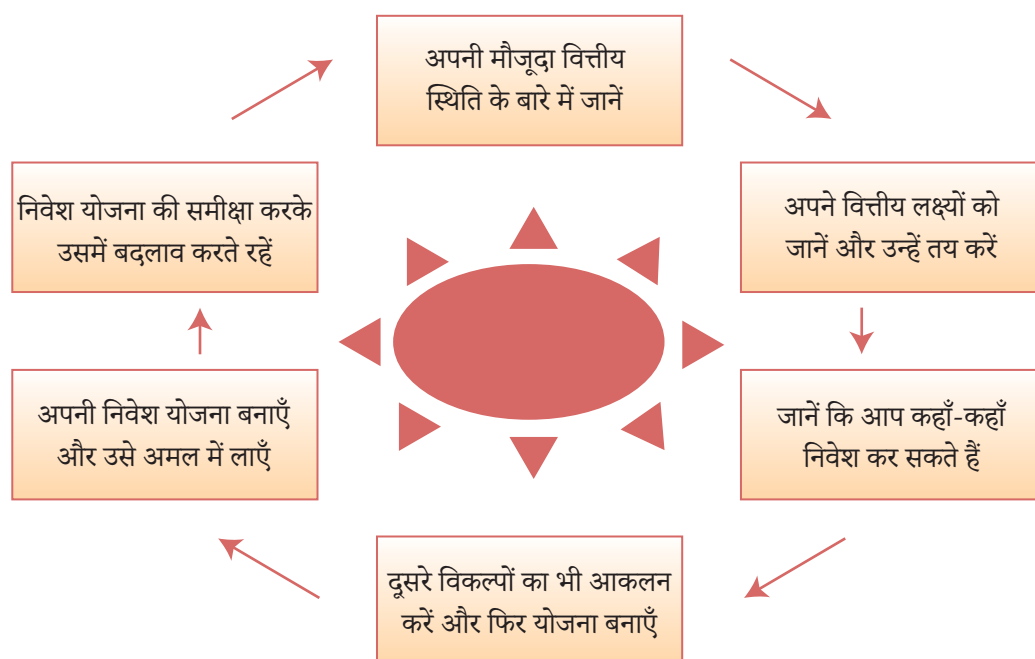 अपनी मौजूदा वित्तीय
स्थिति के बारे में जानें
अपने वित्तीय लक्ष्यों को
जानें और उन्हें तय करें
जानें कि आप कहाँ-कहाँ
निवेश कर सकते हैं
दूसरे विकल्पों का भी आकलन
करें और फिर योजना बनाएँ
अपनी निवेश योजना बनाएँ
और उसे अमल में लाएँ
निवेश योजना की समीक्षा करके
उसमें बदलाव करते रहें